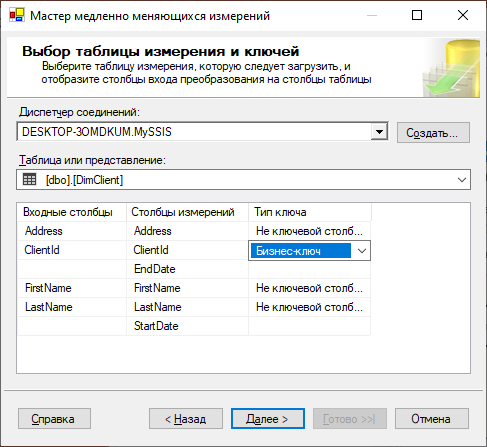 Мастер медленно меняющихся измерений
Выбор таблицы измерения и ключей
Выберите таблицу измерения, которую следует загрузить, и
отобразите столбцы входа преобразования на столбцы таблицы
Диспетчер соединений:
DESKTOP-3OMDKUM.MySSIS
Создать...
Таблица или представление:
[dbo].[DimClient]
Входные столбцы Столбцы измерений Тип ключа
Address Address Не ключевой столб...
ClientId ClientId Бизнес-ключ
EndDate
FirstName FirstName Не ключевой столб...
LastName LastName Не ключевой столб...
StartDate
Справка < Назад Далее > Готово >>| Отмена